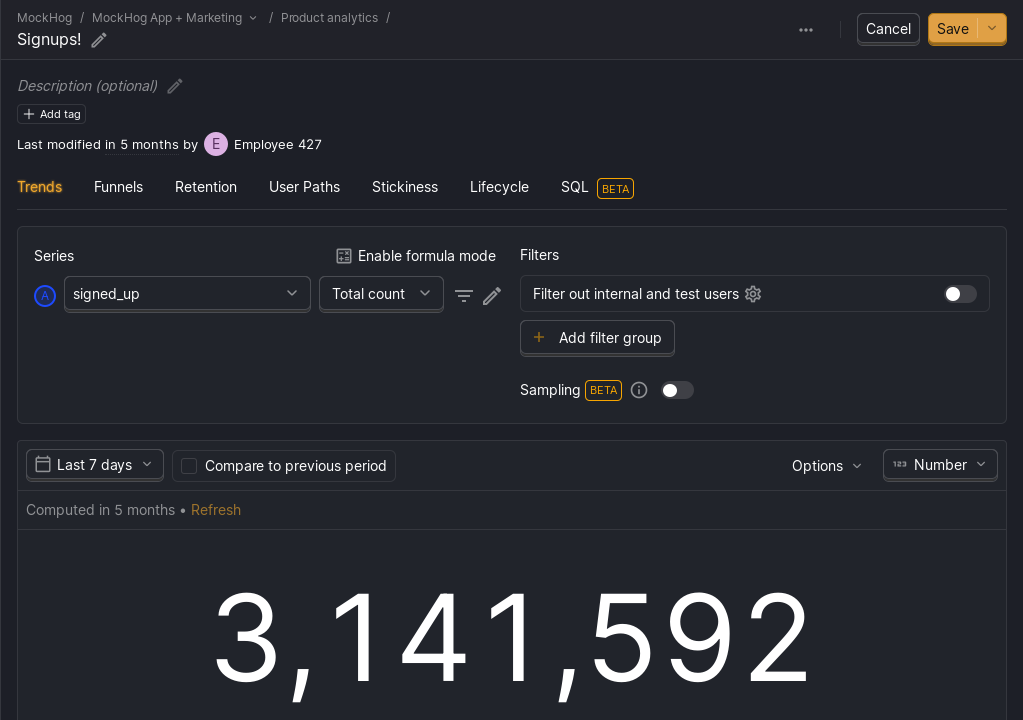 MockHog / MockHog App + Marketing / Product analytics /
Signups!
Cancel
Save
Description (optional)
Add tag
Last modified in 5 months by E Employee 427
Trends Funnels Retention User Paths Stickiness Lifecycle SQL BETA
Series
Enable formula mode
A signed_up Total count
Filters
Filter out internal and test users
+ Add filter group
Sampling BETA
Last 7 days Compare to previous period Options 123 Number
Computed in 5 months • Refresh
3,141,592